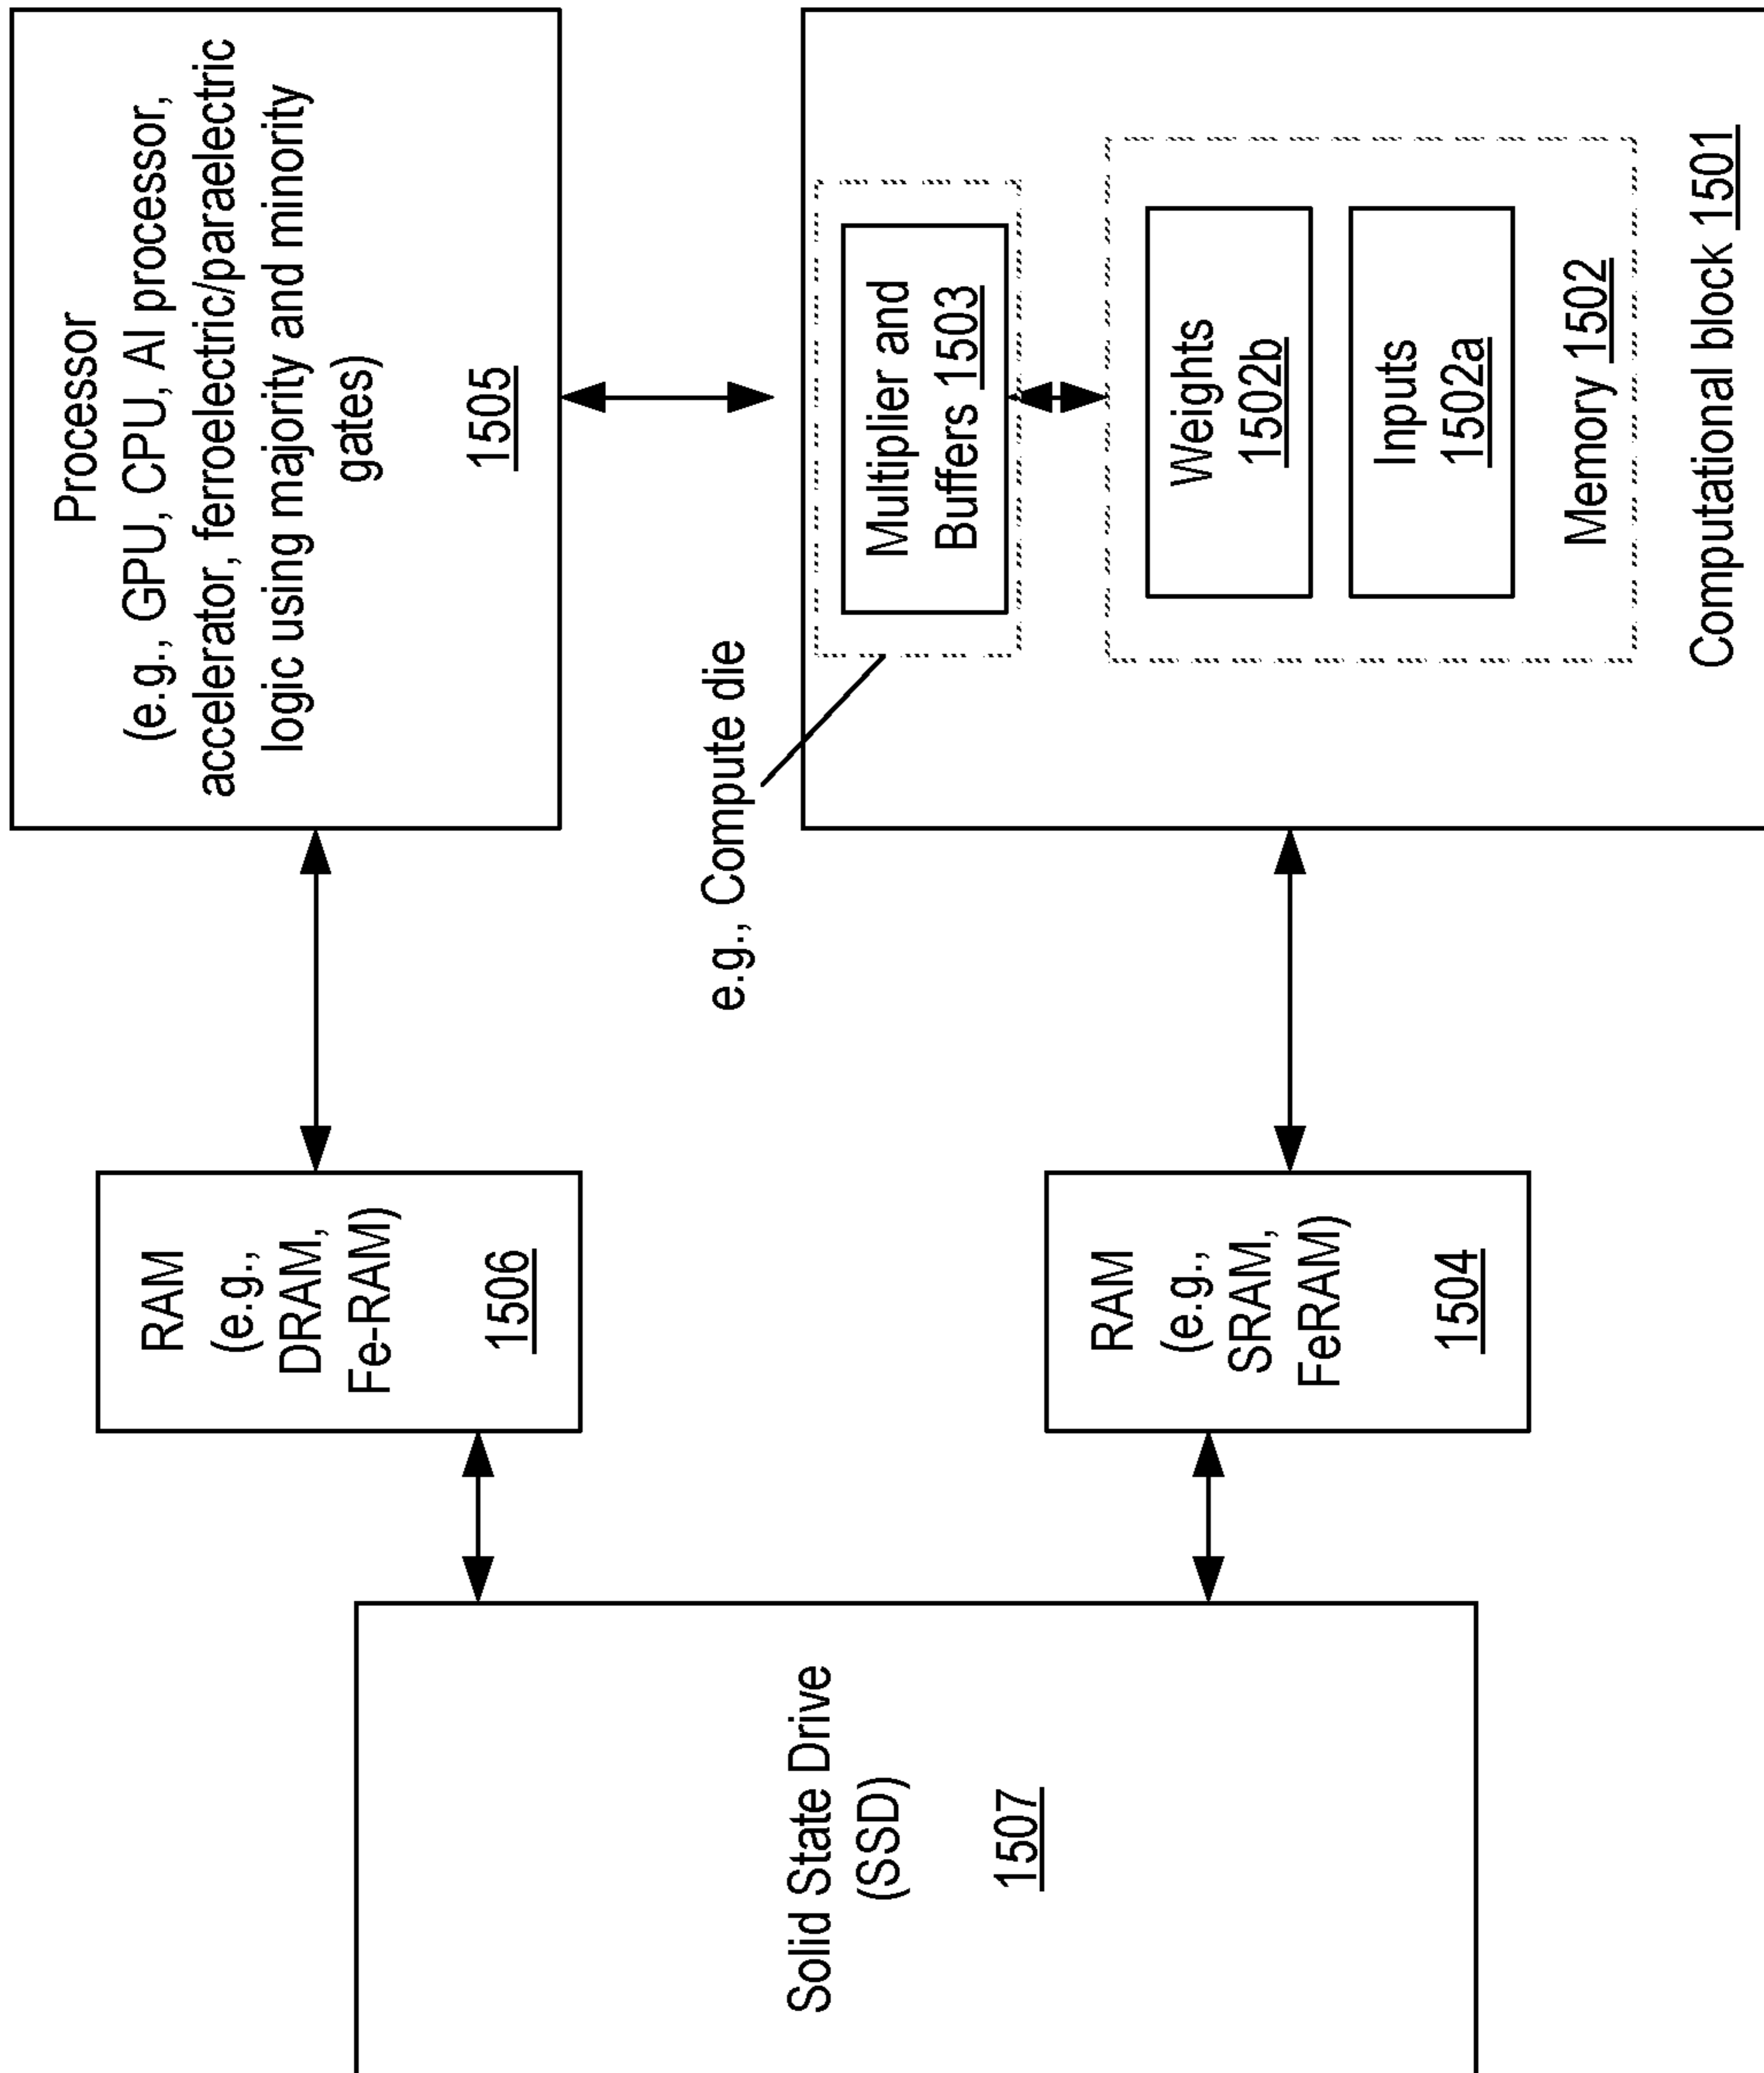 Solid State Drive
(SSD)
1507
RAM
(e.g.,
DRAM,
Fe-RAM)
1506
Processor
(e.g., GPU, CPU, AI processor,
accelerator, ferroelectric/paraelectric
logic using majority and minority
gates)
1505
RAM
(e.g.,
SRAM,
FeRAM)
1504
e.g., Compute die
Multiplier and
Buffers 1503
Weights
1502b
Inputs
1502a
Memory 1502
Computational block 1501